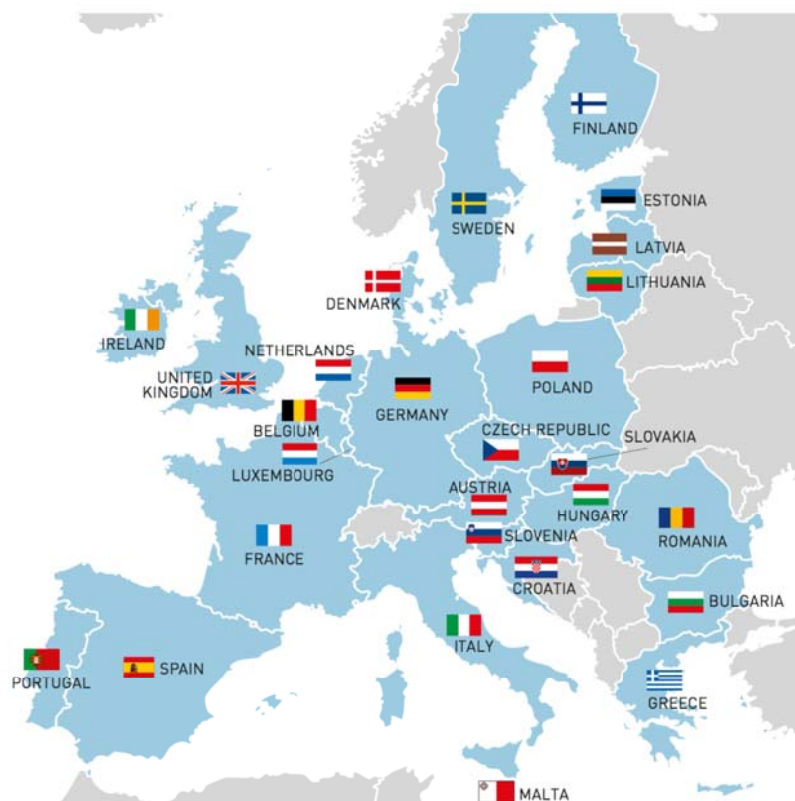 FINLAND
ESTONIA
SWEDEN
LATVIA
LITHUANIA
DENMARK
IRELAND
NETHERLANDS
UNITED
KINGDOM
POLAND
GERMANY
BELGIUM
CZECH REPUBLIC
SLOVAKIA
LUXEMBOURG
AUSTRIA
HUNGARY
SLOVENIA
ROMANIA
FRANCE
CROATIA
BULGARIA
ITALY
SPAIN
PORTUGAL
GREECE
MALTA